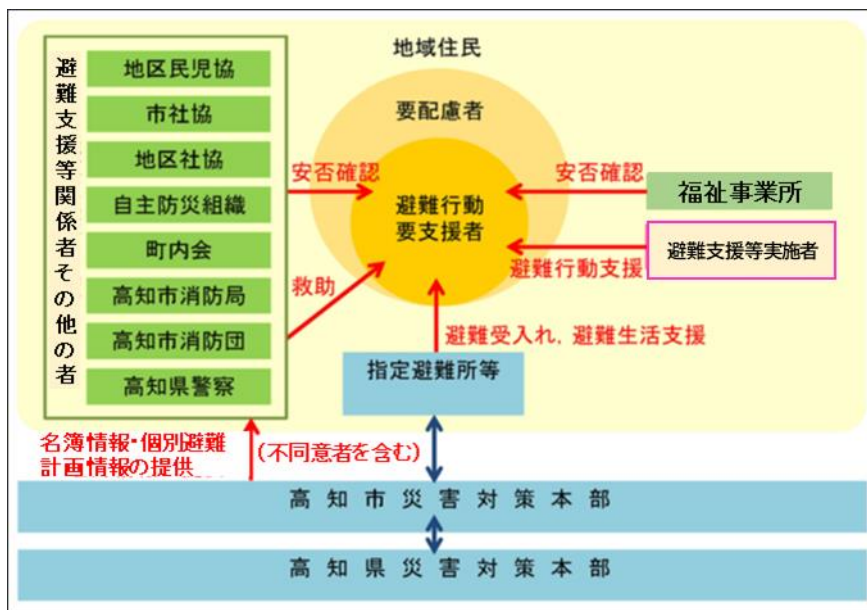 地域住民
要配慮者
避難行動
要支援者
避難支援等関係者その他の者
地区民児協
市社協
地区社協
自主防災組織
町内会
高知市消防局
高知市消防団
高知県警察
安否確認
救助
安否確認
福祉事業所
避難支援等実施者
避難行動支援
避難受入れ,避難生活支援
指定避難所等
名簿情報・個別避難
計画情報の提供
(不同意者を含む)
高知市災害対策本部
高知県災害対策本部